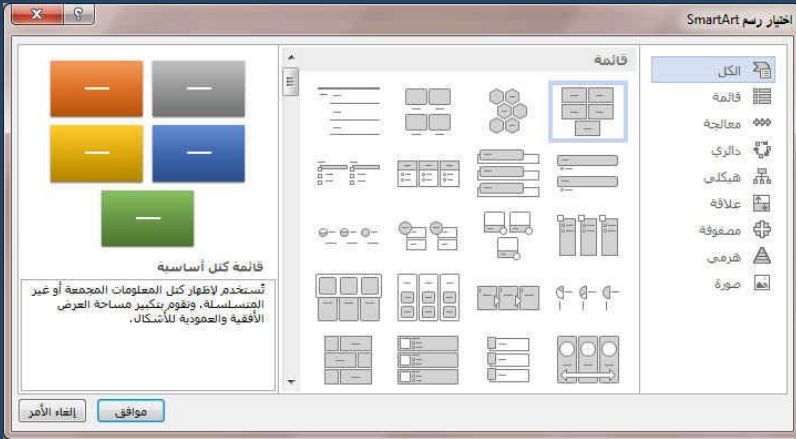 اختيار رسم SmartArt
الكل
قائمة
معالجة
دائري
هيكلي
علاقة
مصفوفة
هرمي
صورة
قائمة
قائمة كتل أساسية
تُستخدم لإظهار كتل المعلومات المجمعة أو غير
المتسلسلة. وتقوم بتكبير مساحة العرض
الأفقية والعمودية للأشكال.
موافق
إلغاء الأمر